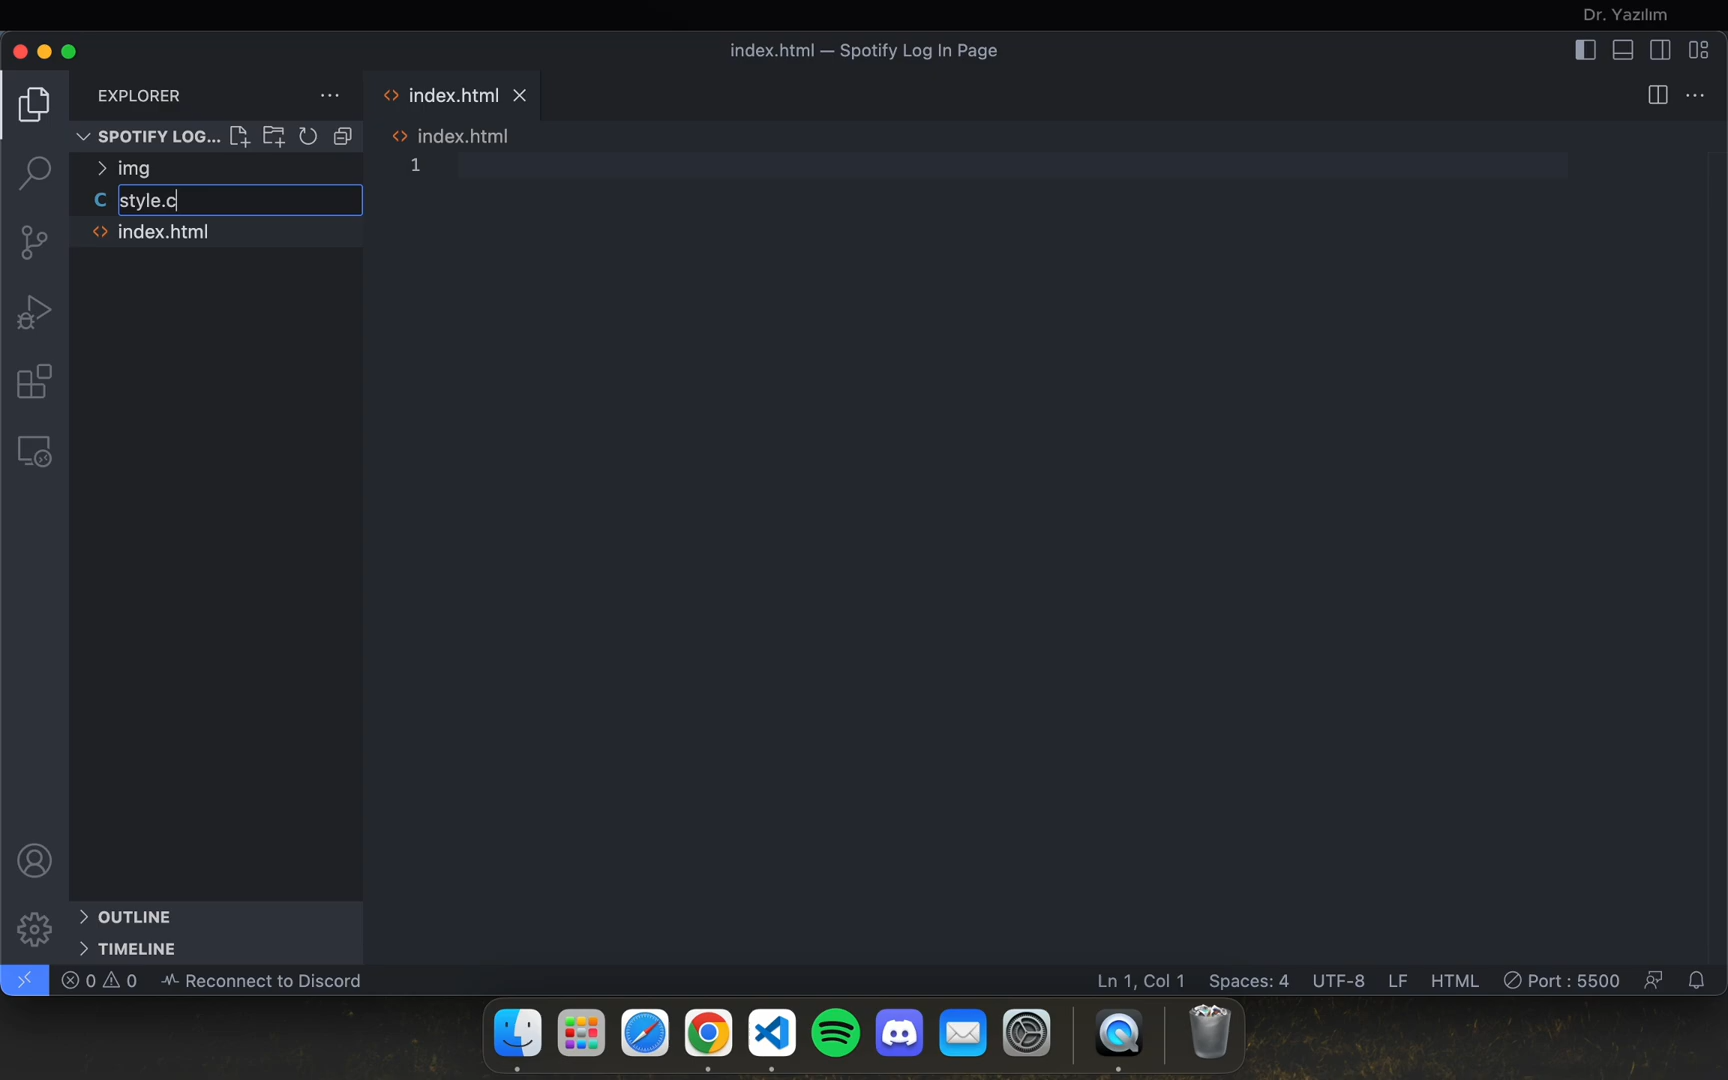 Dr. Yazılım
index.html — Spotify Log In Page
EXPLORER
index.html
SPOTIFY LOG...
index.html
img
1
style.c
index.html
OUTLINE
TIMELINE
0 0
Reconnect to Discord
Ln 1, Col 1
Spaces: 4
UTF-8
LF
HTML
Port : 5500